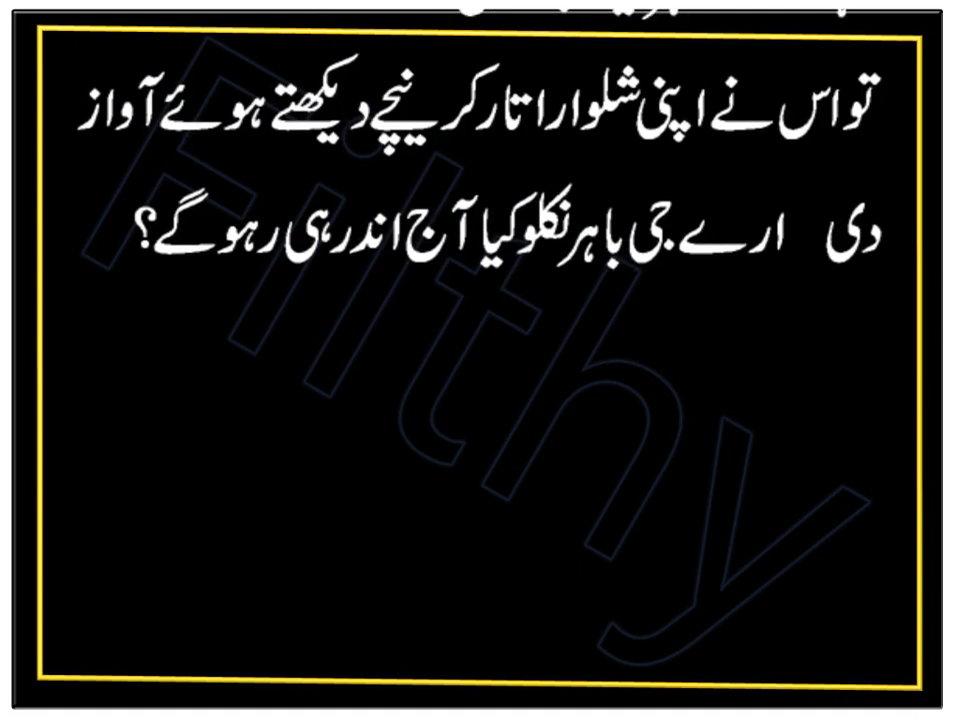 تو اس نے اپنی شلوار اتار کر نیچے دیکھتے ہوئے آواز
دی ارے جی باہر نکلو کیا آج اندر ہی رہو گے؟
Filthy